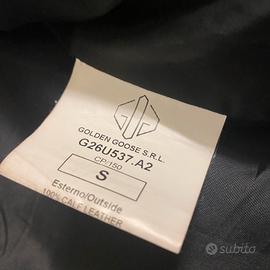 GOLDEN GOOSE S.R.L.
G26U537.A2
CP.150
S
Esterno/Outside
100% CALF LEATHER
subito